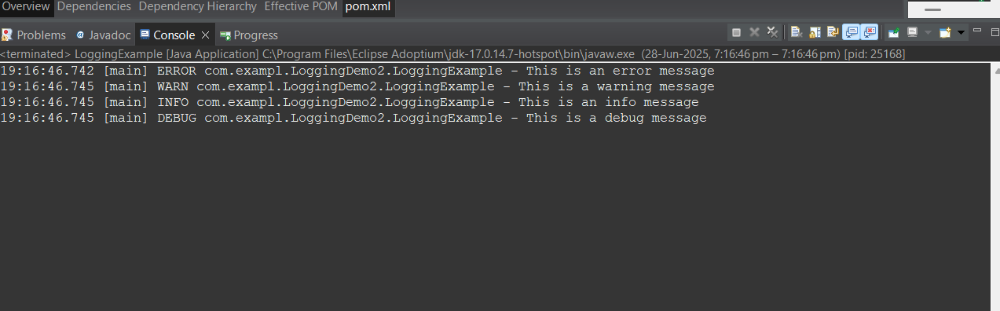 Overview Dependencies Dependency Hierarchy Effective POM pom.xml
Problems Javadoc Console Progress
<terminated> LoggingExample [Java Application] C:\Program Files\Eclipse Adoptium\jdk-17.0.14.7-hotspot\bin\javaw.exe (28-Jun-2025, 7:16:46 pm – 7:16:46 pm) [pid: 25168]
19:16:46.742 [main] ERROR com.exampl.LoggingDemo2.LoggingExample - This is an error message
19:16:46.745 [main] WARN com.exampl.LoggingDemo2.LoggingExample - This is a warning message
19:16:46.745 [main] INFO com.exampl.LoggingDemo2.LoggingExample - This is an info message
19:16:46.745 [main] DEBUG com.exampl.LoggingDemo2.LoggingExample - This is a debug message